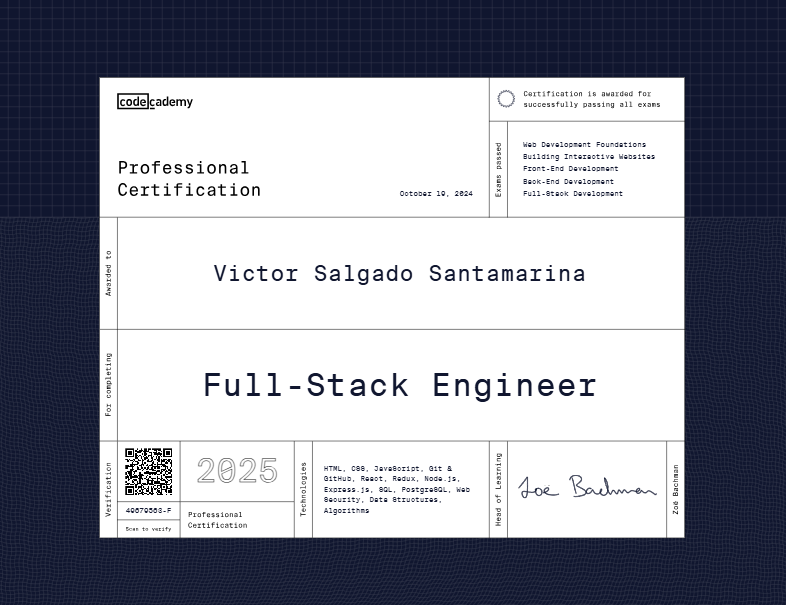 codecademy
Certification is awarded for
successfully passing all exams
Professional
Certification
October 19, 2024
Exams passed
Web Development Foundations
Building Interactive Websites
Front-End Development
Back-End Development
Full-Stack Development
Awarded to
Victor Salgado Santamarina
For completing
Full-Stack Engineer
Verification
49679563-F
Scan to verify
2025
Professional
Certification
Technologies
HTML, CSS, JavaScript, Git &
GitHub, React, Redux, Node.js,
Express.js, SQL, PostgreSQL, Web
Security, Data Structures,
Algorithms
Head of Learning
Zoë Bachman
Zoë Bachman